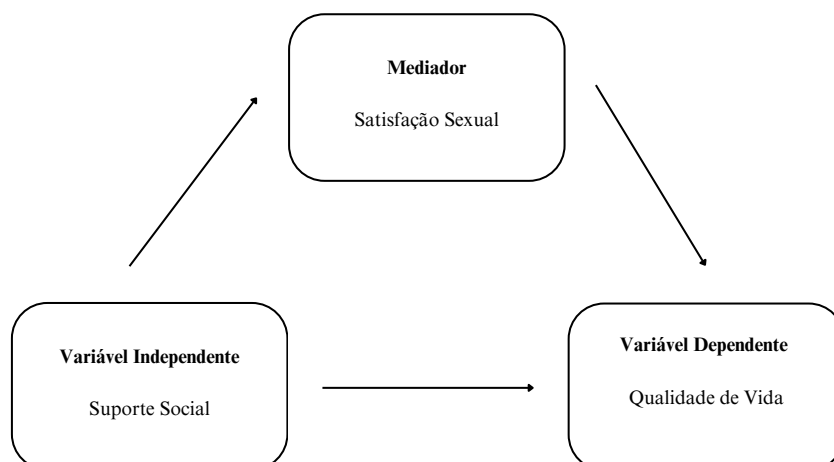 Mediador
Satisfação Sexual
Variável Independente
Suporte Social
Variável Dependente
Qualidade de Vida